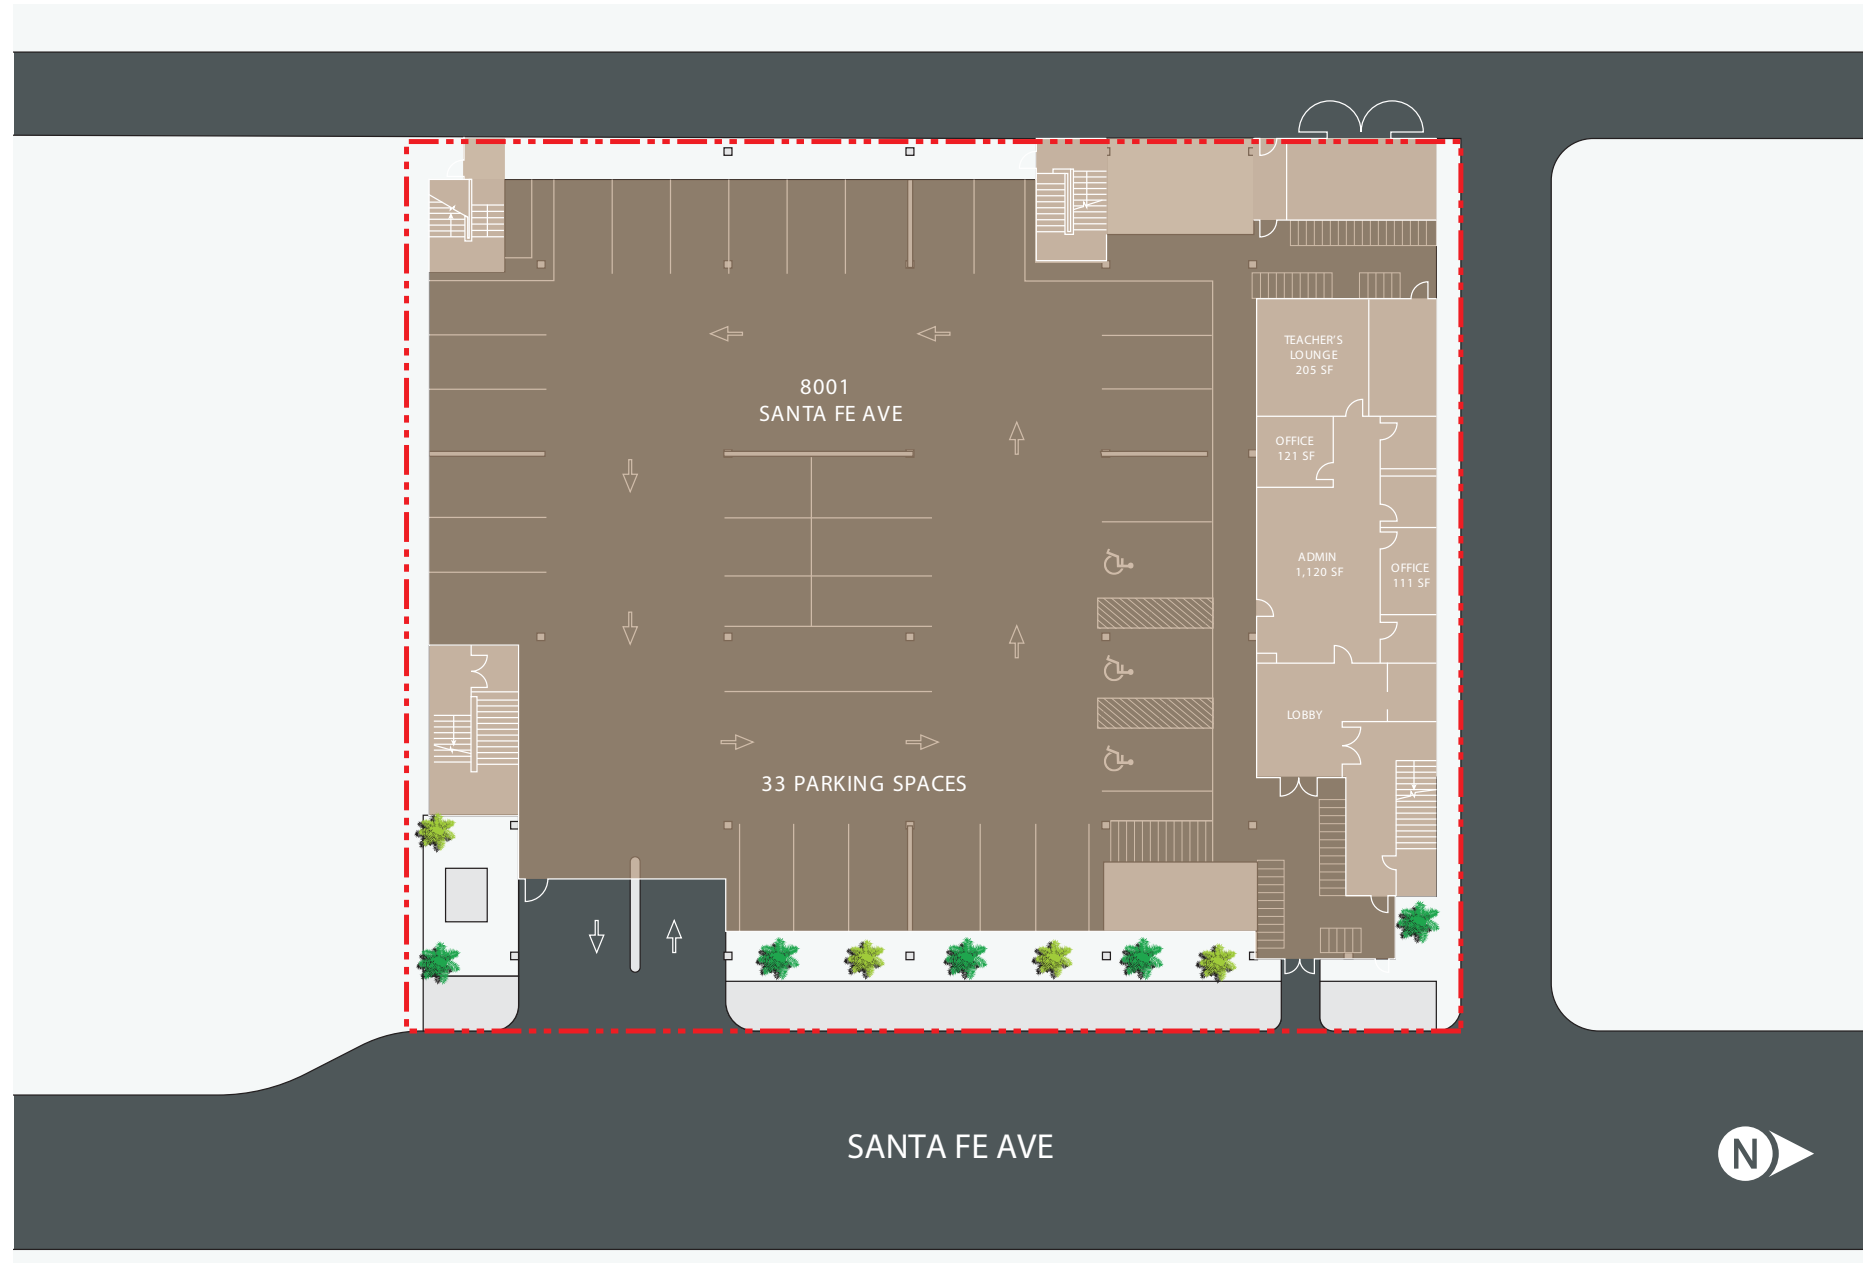 TEACHER'S
LOUNGE
205 SF
8001
SANTA FE AVE
OFFICE
121 SF
ADMIN
1,120 SF
OFFICE
111 SF
LOBBY
33 PARKING SPACES
SANTA FE AVE
N